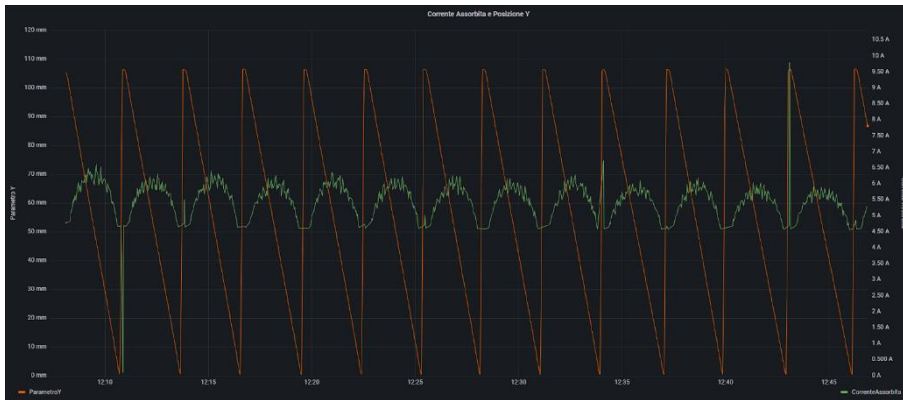 Corrente Assorbita e Posizione Y
120 mm
110 mm
100 mm
90 mm
80 mm
70 mm
60 mm
50 mm
40 mm
30 mm
20 mm
10 mm
0 mm
Parametro Y
10.5 A
10 A
9.50 A
9 A
8.50 A
8 A
7.50 A
7 A
6.50 A
6 A
5.50 A
5 A
4.50 A
4 A
3.50 A
3 A
2.50 A
2 A
1.50 A
1 A
0.500 A
0 A
12:10
12:15
12:20
12:25
12:30
12:35
12:40
12:45
ParametroY
CorrenteAssorbita